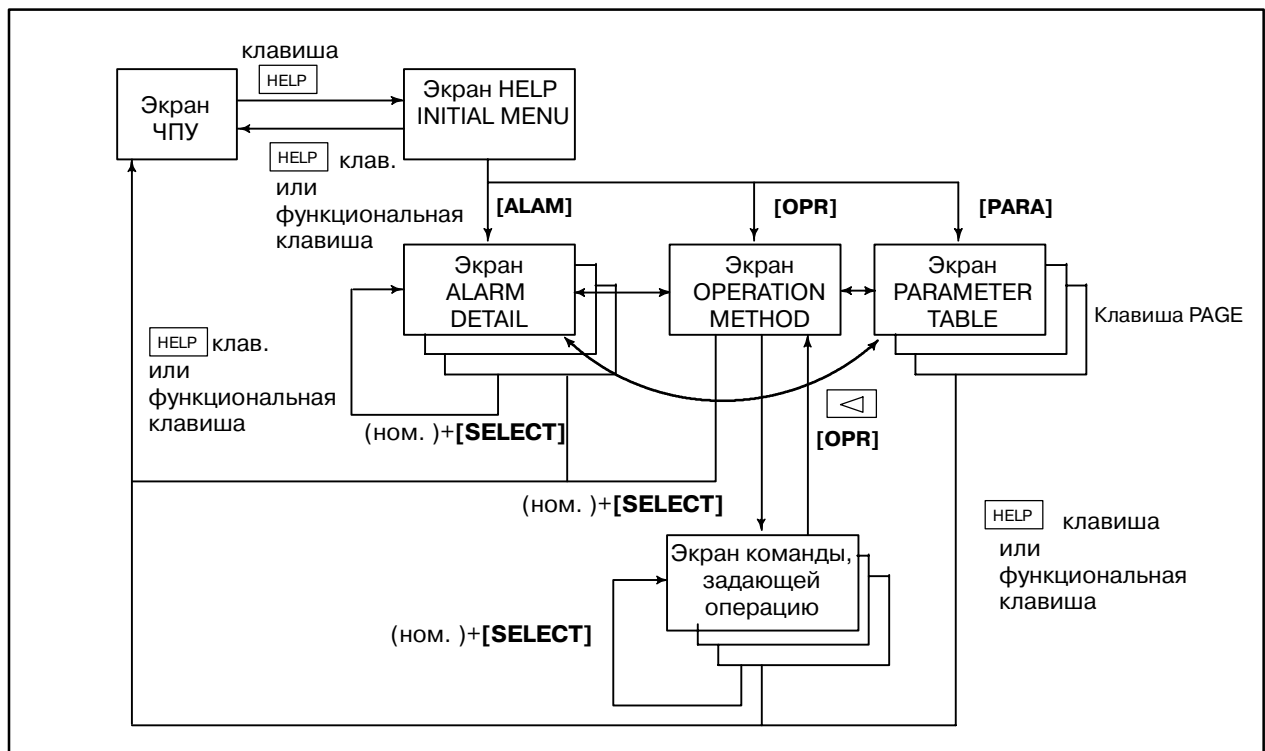 клавиша
HELP
Экран
ЧПУ
Экран HELP
INITIAL MENU
HELP клав.
или
функциональная
клавиша
[ALAM]
[OPR]
[PARA]
Экран
ALARM
DETAIL
Экран
OPERATION
METHOD
Экран
PARAMETER
TABLE
Клавиша PAGE
HELP клав.
или
функциональная
клавиша
(ном. )+[SELECT]
[OPR]
(ном. )+[SELECT]
HELP клавиша
или
функциональная
клавиша
Экран команды,
задающей
операцию
(ном. )+[SELECT]